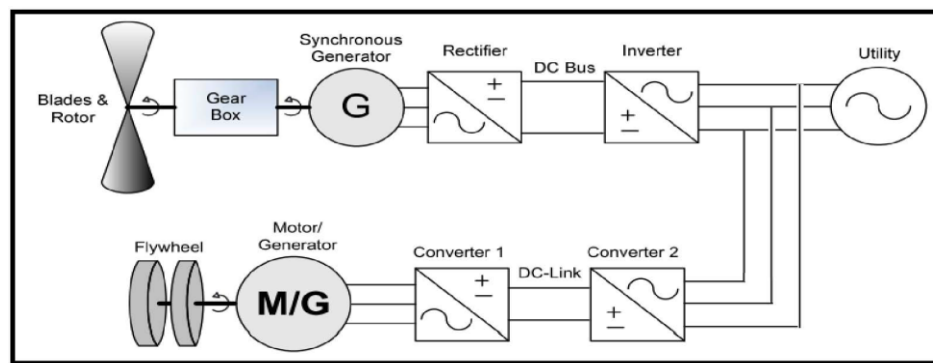 Synchronous
Generator
Rectifier
DC Bus
Inverter
Utility
Blades &
Rotor
Gear
Box
G
Flywheel
Motor/
Generator
Converter 1
DC-Link
Converter 2
M/G